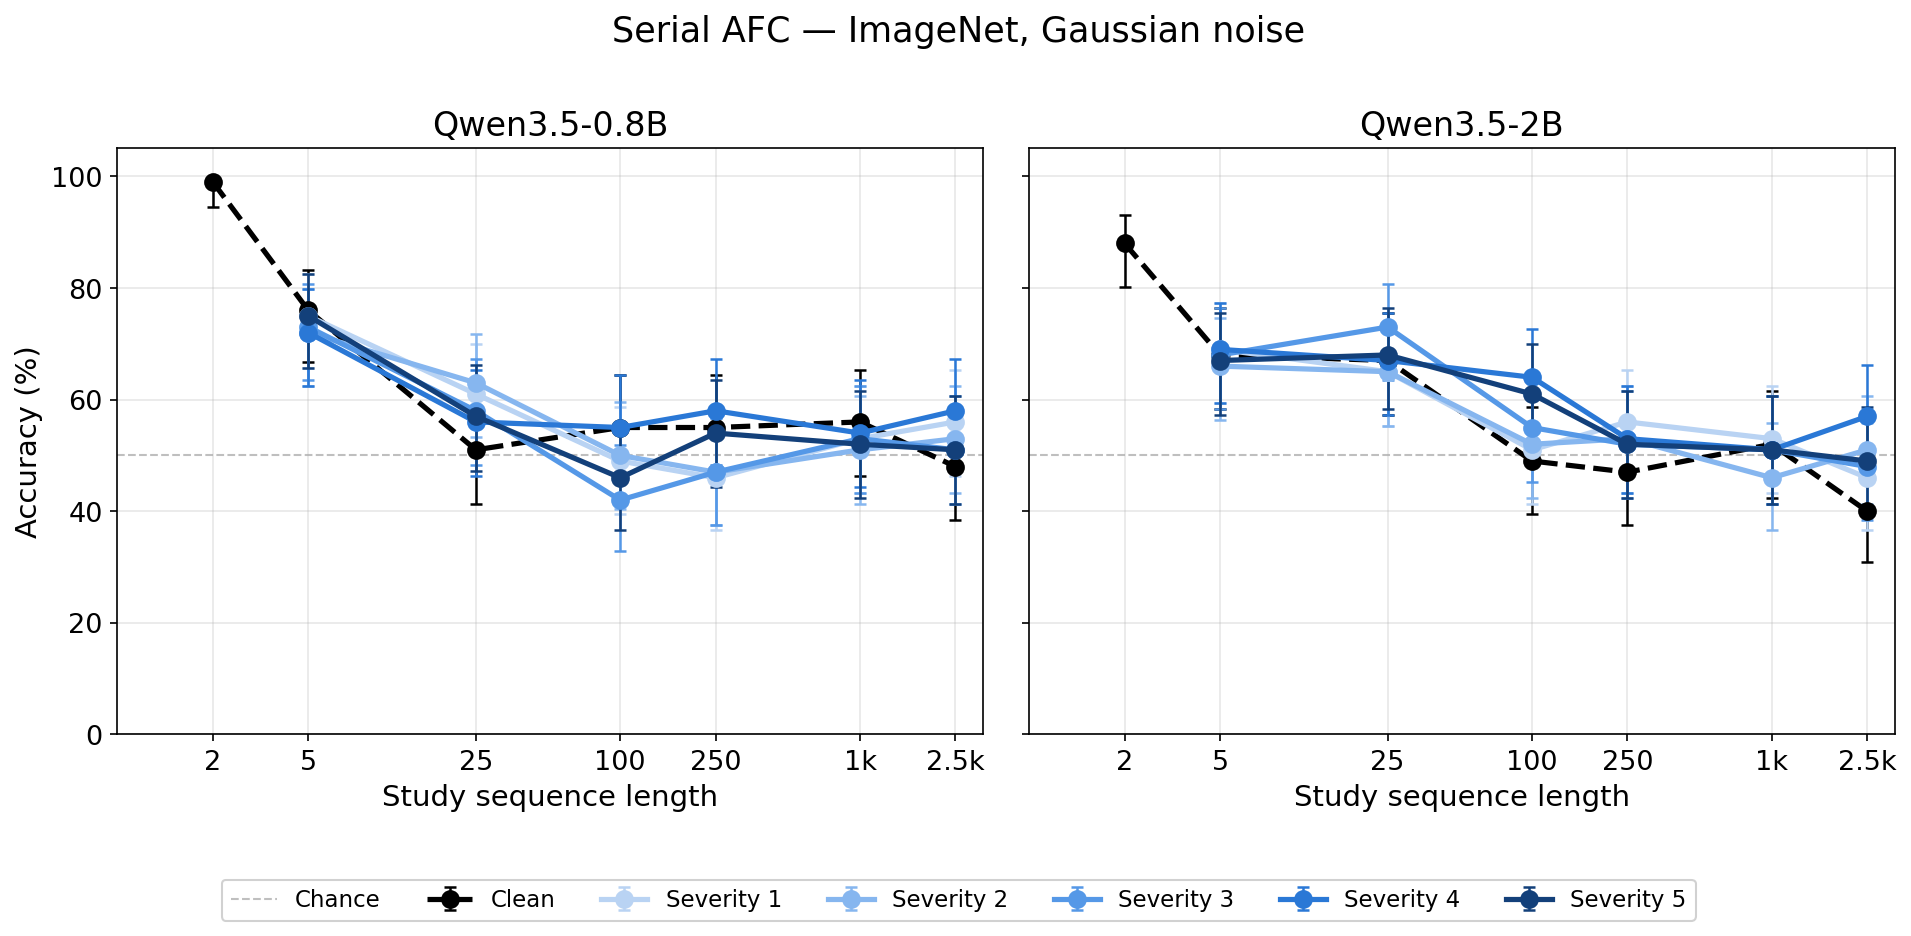 Serial AFC — ImageNet, Gaussian noise
Qwen3.5-0.8B
Qwen3.5-2B
Accuracy (%)
100
80
60
40
20
0
2 5 25 100 250 1k 2.5k
2 5 25 100 250 1k 2.5k
Study sequence length
Study sequence length
Chance Clean Severity 1 Severity 2 Severity 3 Severity 4 Severity 5